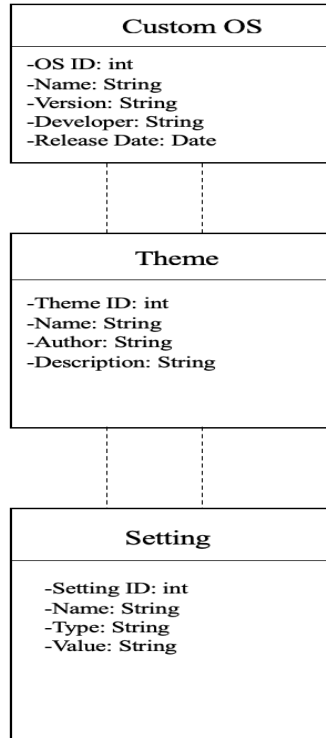 Custom OS
-OS ID: int
-Name: String
-Version: String
-Developer: String
-Release Date: Date
Theme
-Theme ID: int
-Name: String
-Author: String
-Description: String
Setting
-Setting ID: int
-Name: String
-Type: String
-Value: String